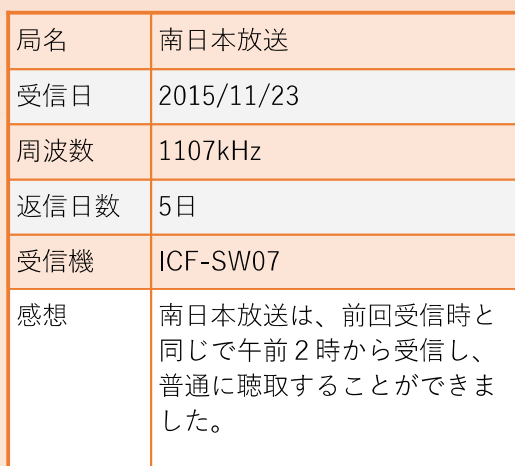 局名 南日本放送
受信日 2015/11/23
周波数 1107kHz
返信日数 5日
受信機 ICF-SW07
感想 南日本放送は、前回受信時と
同じで午前２時から受信し、
普通に聴取することができま
した。